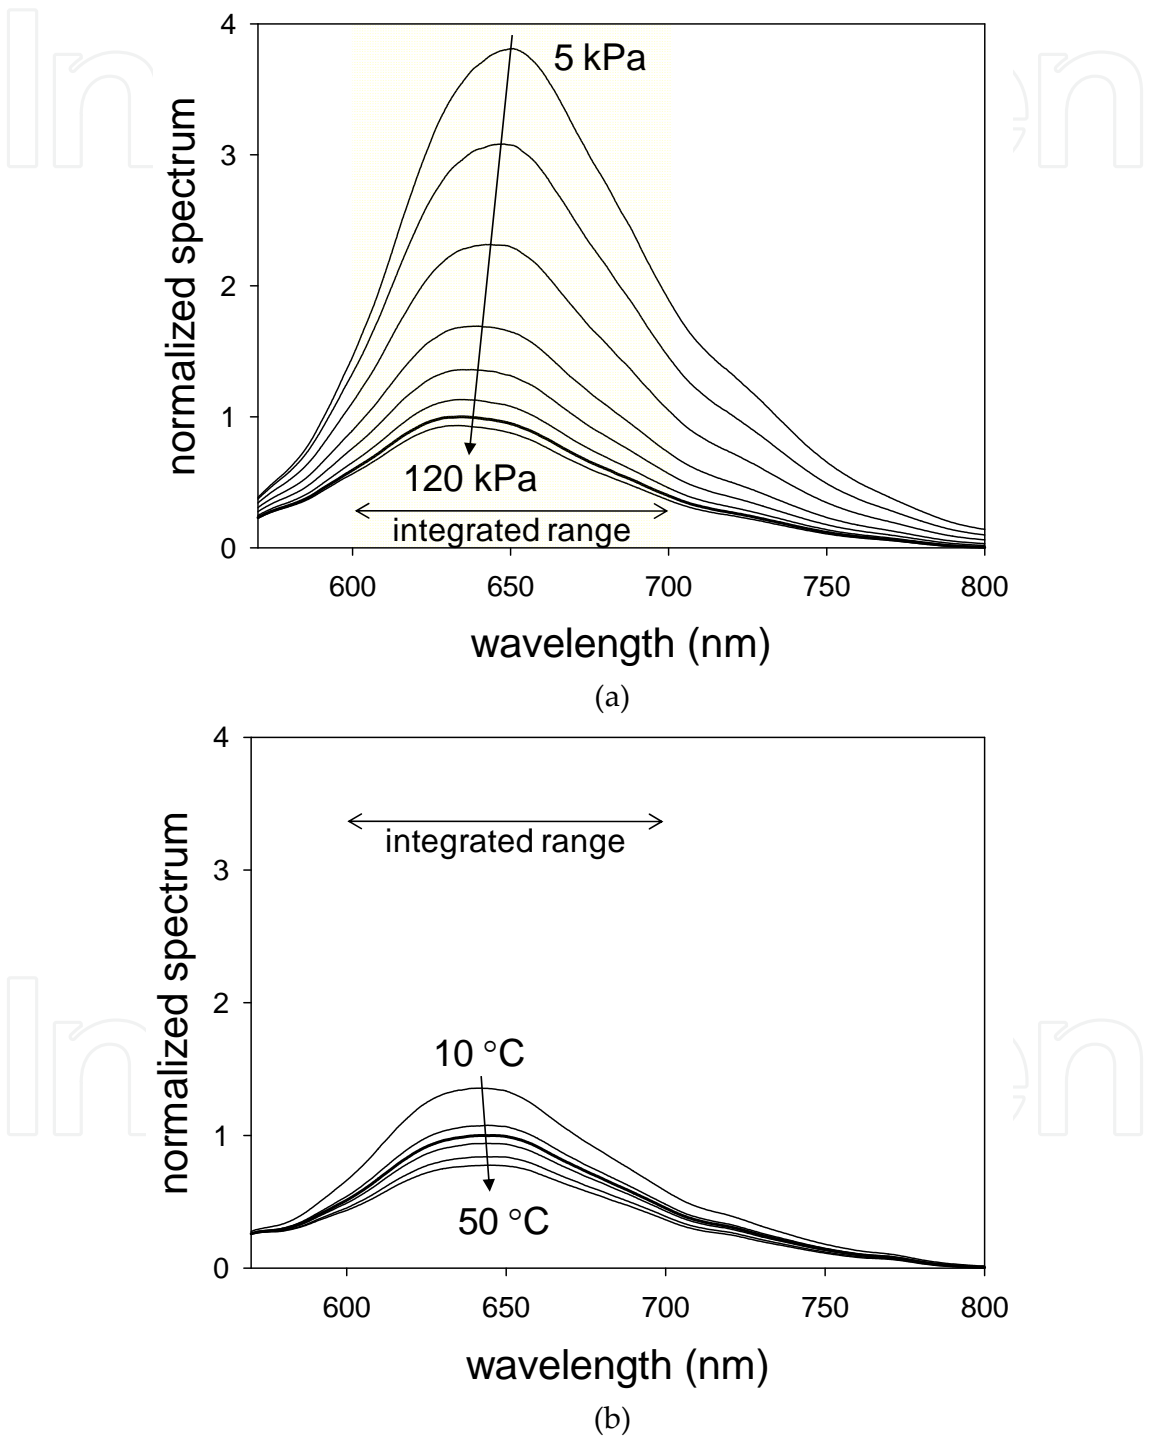 4
5 kPa
3
normalized spectrum
2
1
120 kPa
integrated range
0
600 650 700 750 800
wavelength (nm)
(a)
4
integrated range
3
normalized spectrum
2
10 °C
1
50 °C
0
600 650 700 750 800
wavelength (nm)
(b)